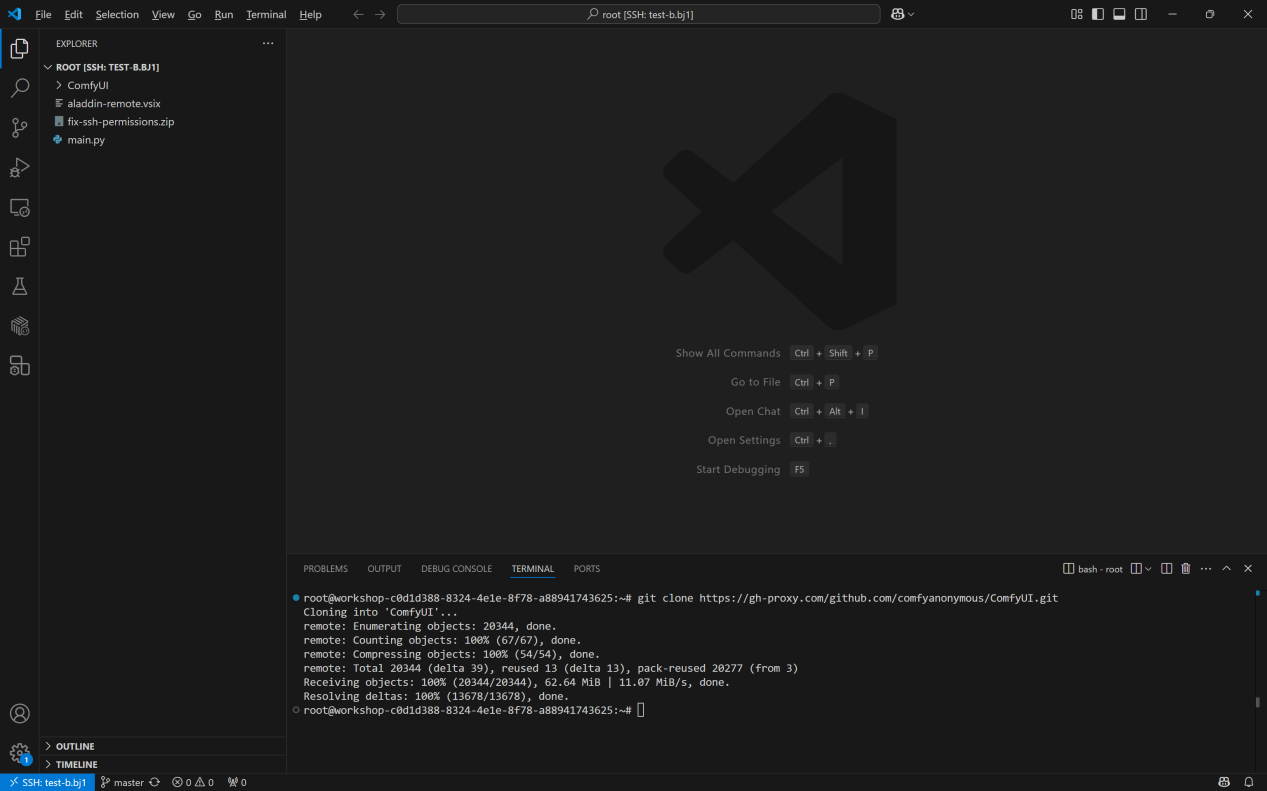 File Edit Selection View Go Run Terminal Help
root [SSH: test-b.bj1]
EXPLORER
ROOT [SSH: TEST-B.BJ1]
ComfyUI
aladdin-remote.vsix
fix-ssh-permissions.zip
main.py
Show All Commands Ctrl + Shift + P
Go to File Ctrl + P
Open Chat Ctrl + Alt + I
Open Settings Ctrl + ,
Start Debugging F5
PROBLEMS OUTPUT DEBUG CONSOLE TERMINAL PORTS
bash - root
root@workshop-c0d1d388-8324-4e1e-8f78-a88941743625:~# git clone https://gh-proxy.com/github.com/comfyanonymous/ComfyUI.git
Cloning into 'ComfyUI'...
remote: Enumerating objects: 20344, done.
remote: Counting objects: 100% (67/67), done.
remote: Compressing objects: 100% (54/54), done.
remote: Total 20344 (delta 39), reused 13 (delta 13), pack-reused 20277 (from 3)
Receiving objects: 100% (20344/20344), 62.64 MiB | 11.07 MiB/s, done.
Resolving deltas: 100% (13678/13678), done.
root@workshop-c0d1d388-8324-4e1e-8f78-a88941743625:~#
OUTLINE
TIMELINE
1
SSH: test-b.bj1 master 0 0 0